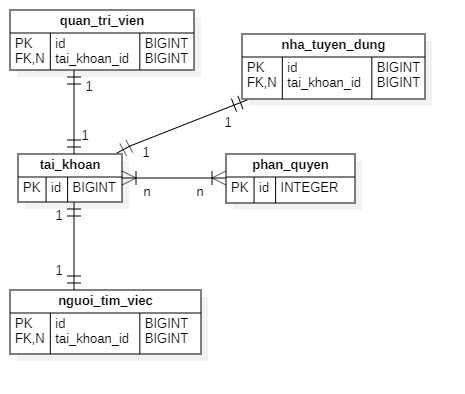 quan_tri_vien
PK id BIGINT
FK,N tai_khoan_id BIGINT
nha_tuyen_dung
PK id BIGINT
FK,N tai_khoan_id BIGINT
1
1
1
1
tai_khoan
PK id BIGINT
n
n
phan_quyen
PK id INTEGER
1
1
nguoi_tim_viec
PK id BIGINT
FK,N tai_khoan_id BIGINT